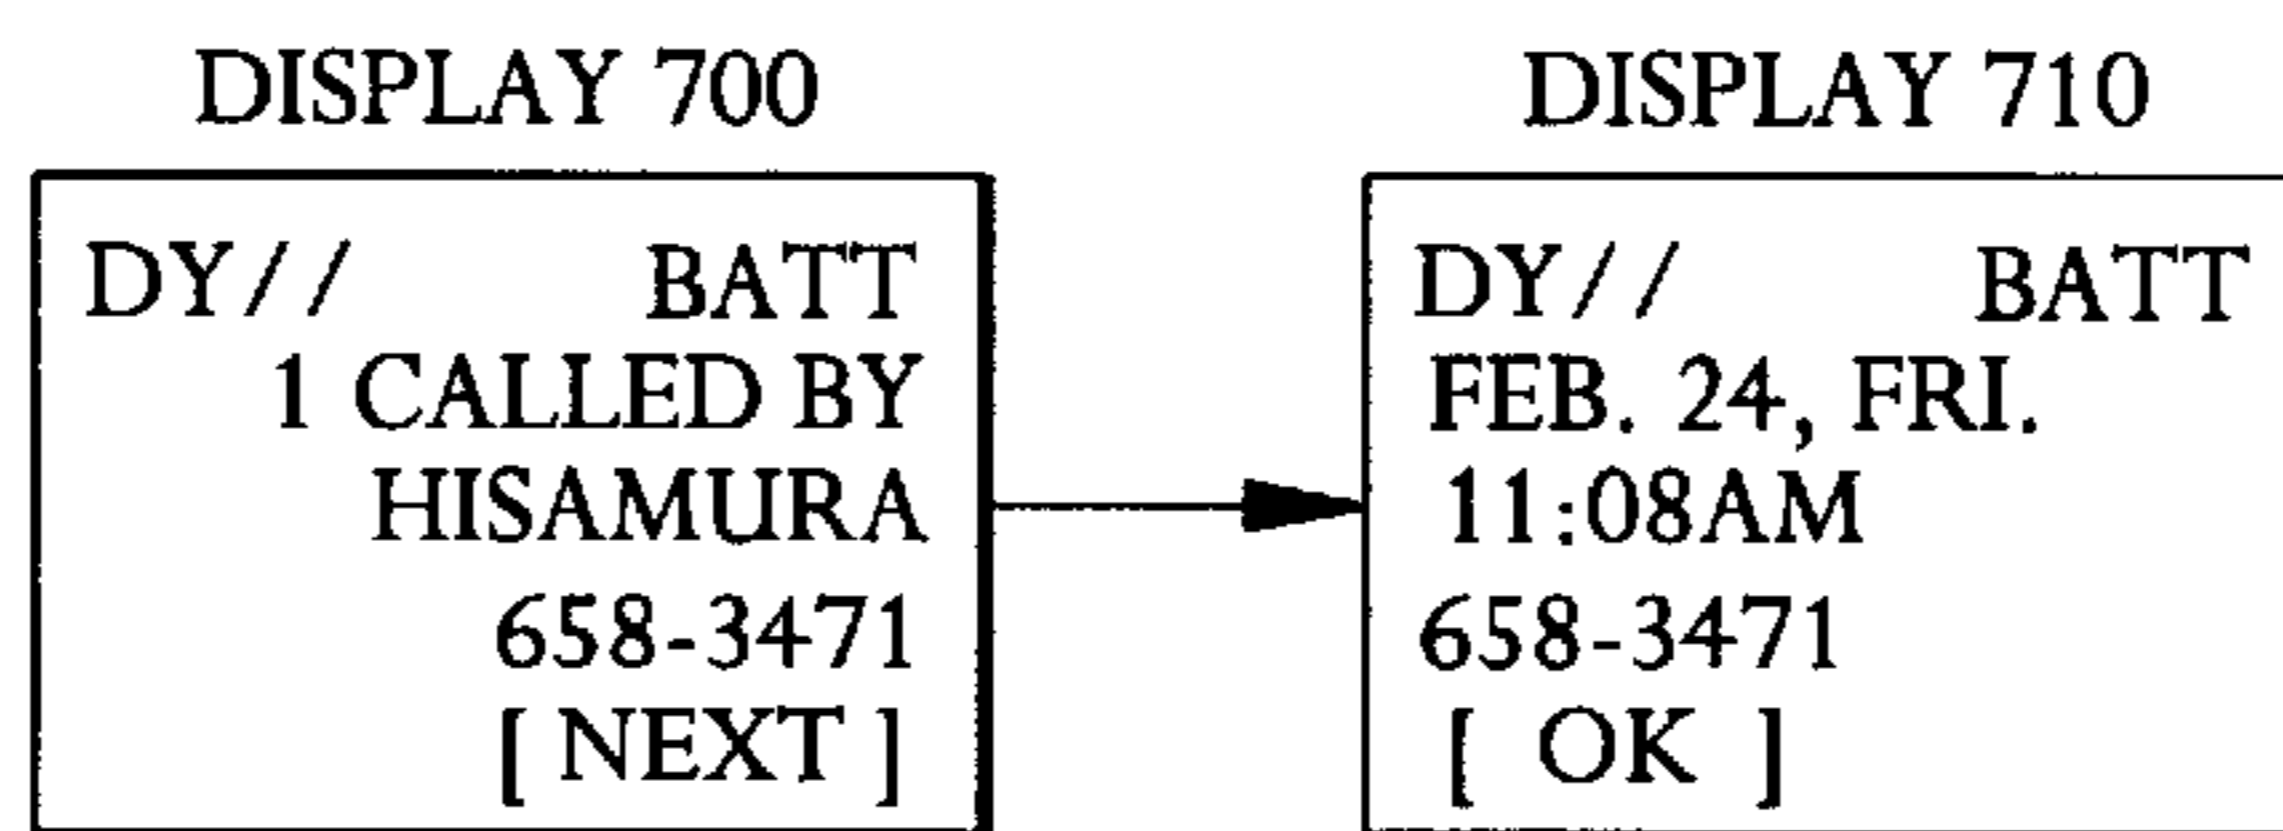 DISPLAY 700
DY// BATT
1 CALLED BY
HISAMURA
658-3471
[ NEXT ]
DISPLAY 710
DY// BATT
FEB. 24, FRI.
11:08AM
658-3471
[ OK ]